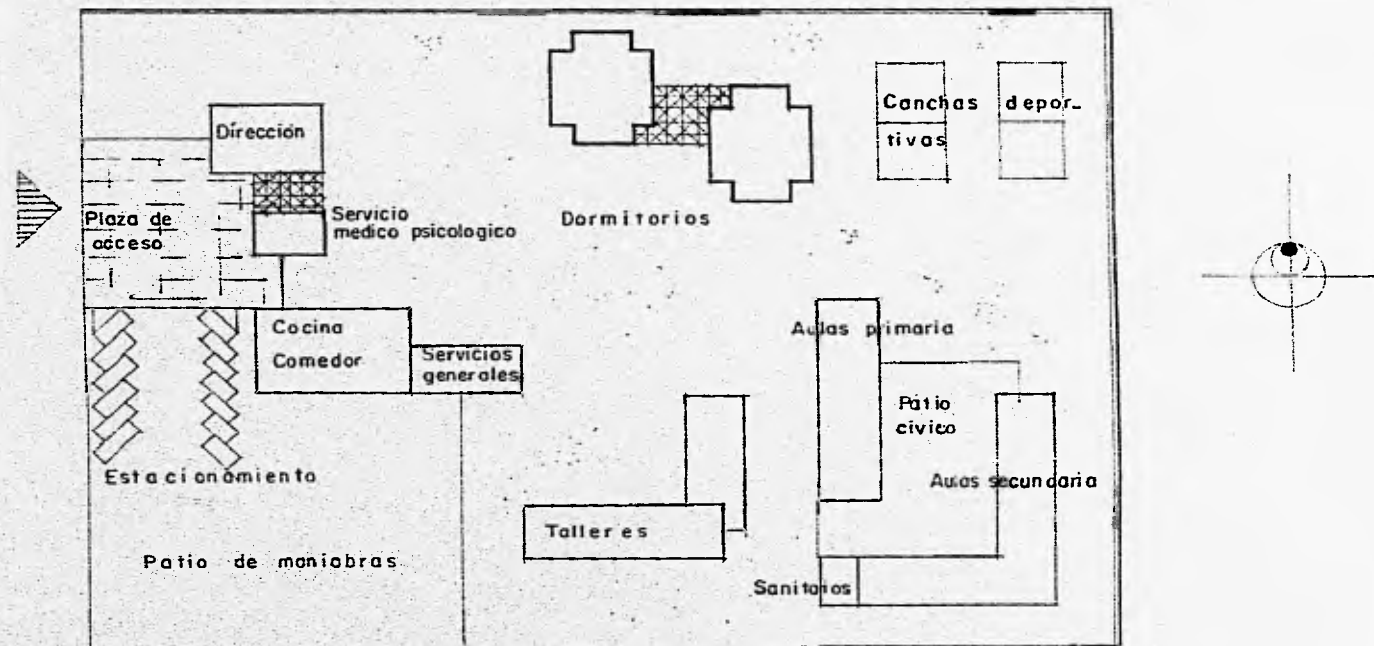 Dirección
Canchas depor_
tivas
Plaza de
acceso
Servicio
medico psicologico
Dormitorios
Cocina
Comedor
Servicios
generales
Aulas primaria
Patio
civico
Aulas secundaria
Estacionamiento
Talleres
Patio de maniobras
Sanitarios